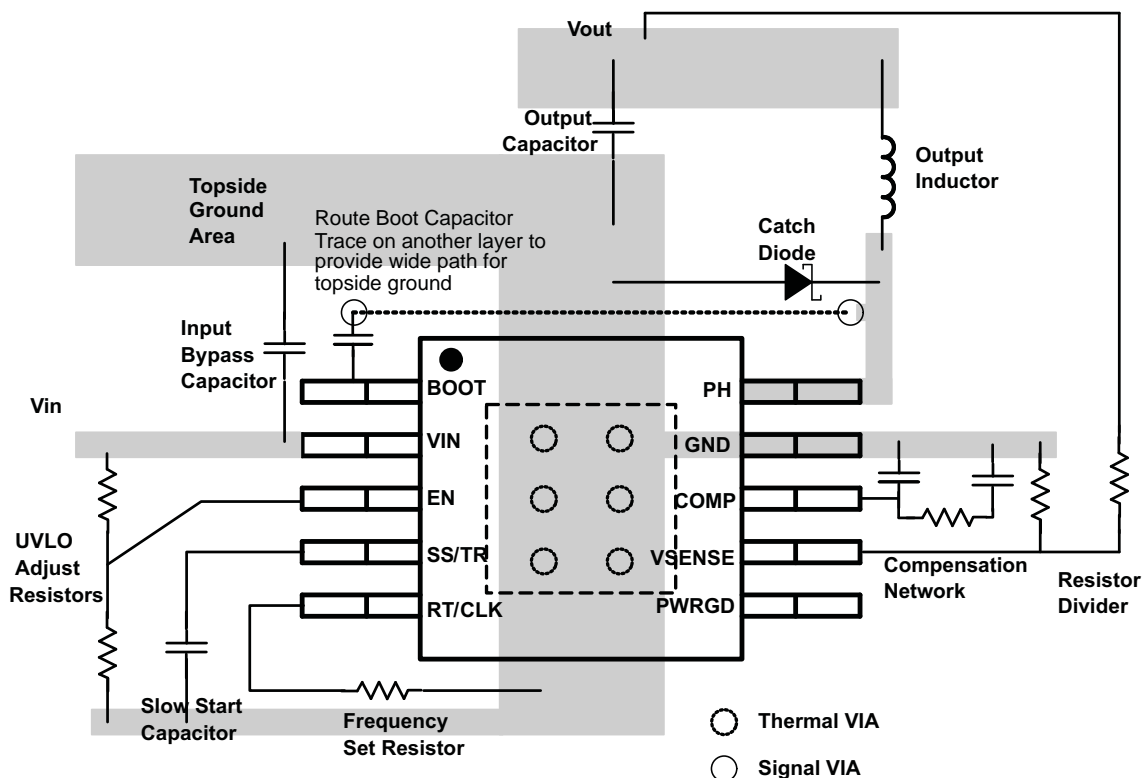 Vout
Output
Capacitor
Output
Inductor
Topside
Ground
Area
Route Boot Capacitor
Trace on another layer to
provide wide path for
topside ground
Catch
Diode
Input
Bypass
Capacitor
Vin
BOOT
VIN
EN
SS/TR
RT/CLK
PH
GND
COMP
VSENSE
PWRGD
UVLO
Adjust
Resistors
Compensation
Network
Resistor
Divider
Slow Start
Capacitor
Frequency
Set Resistor
Thermal VIA
Signal VIA